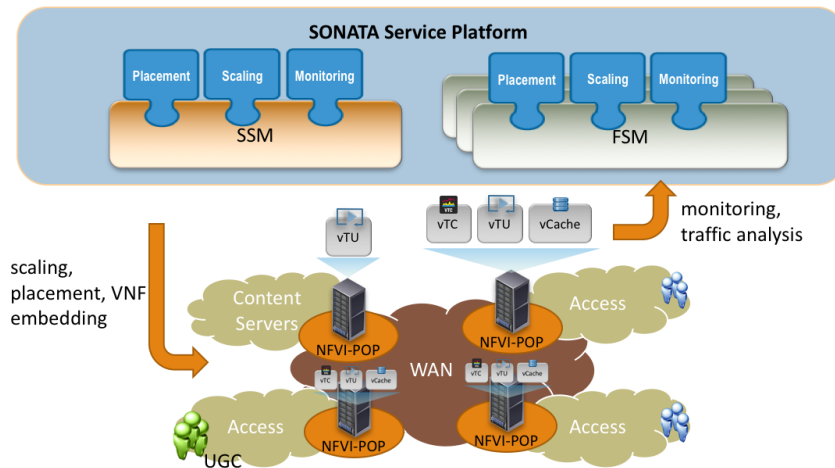 SONATA Service Platform
Placement
Scaling
Monitoring
SSM
Placement
Scaling
Monitoring
FSM
vTU
VTC
vTC
vTU
vCache
monitoring,
traffic analysis
scaling,
placement, VNF
embedding
Content
Servers
NFVI-POP
NFVI-POP
Access
WAN
vTC
vTU
vCache
vTC
vTU
vCache
Access
NFVI-POP
NFVI-POP
Access
UGC